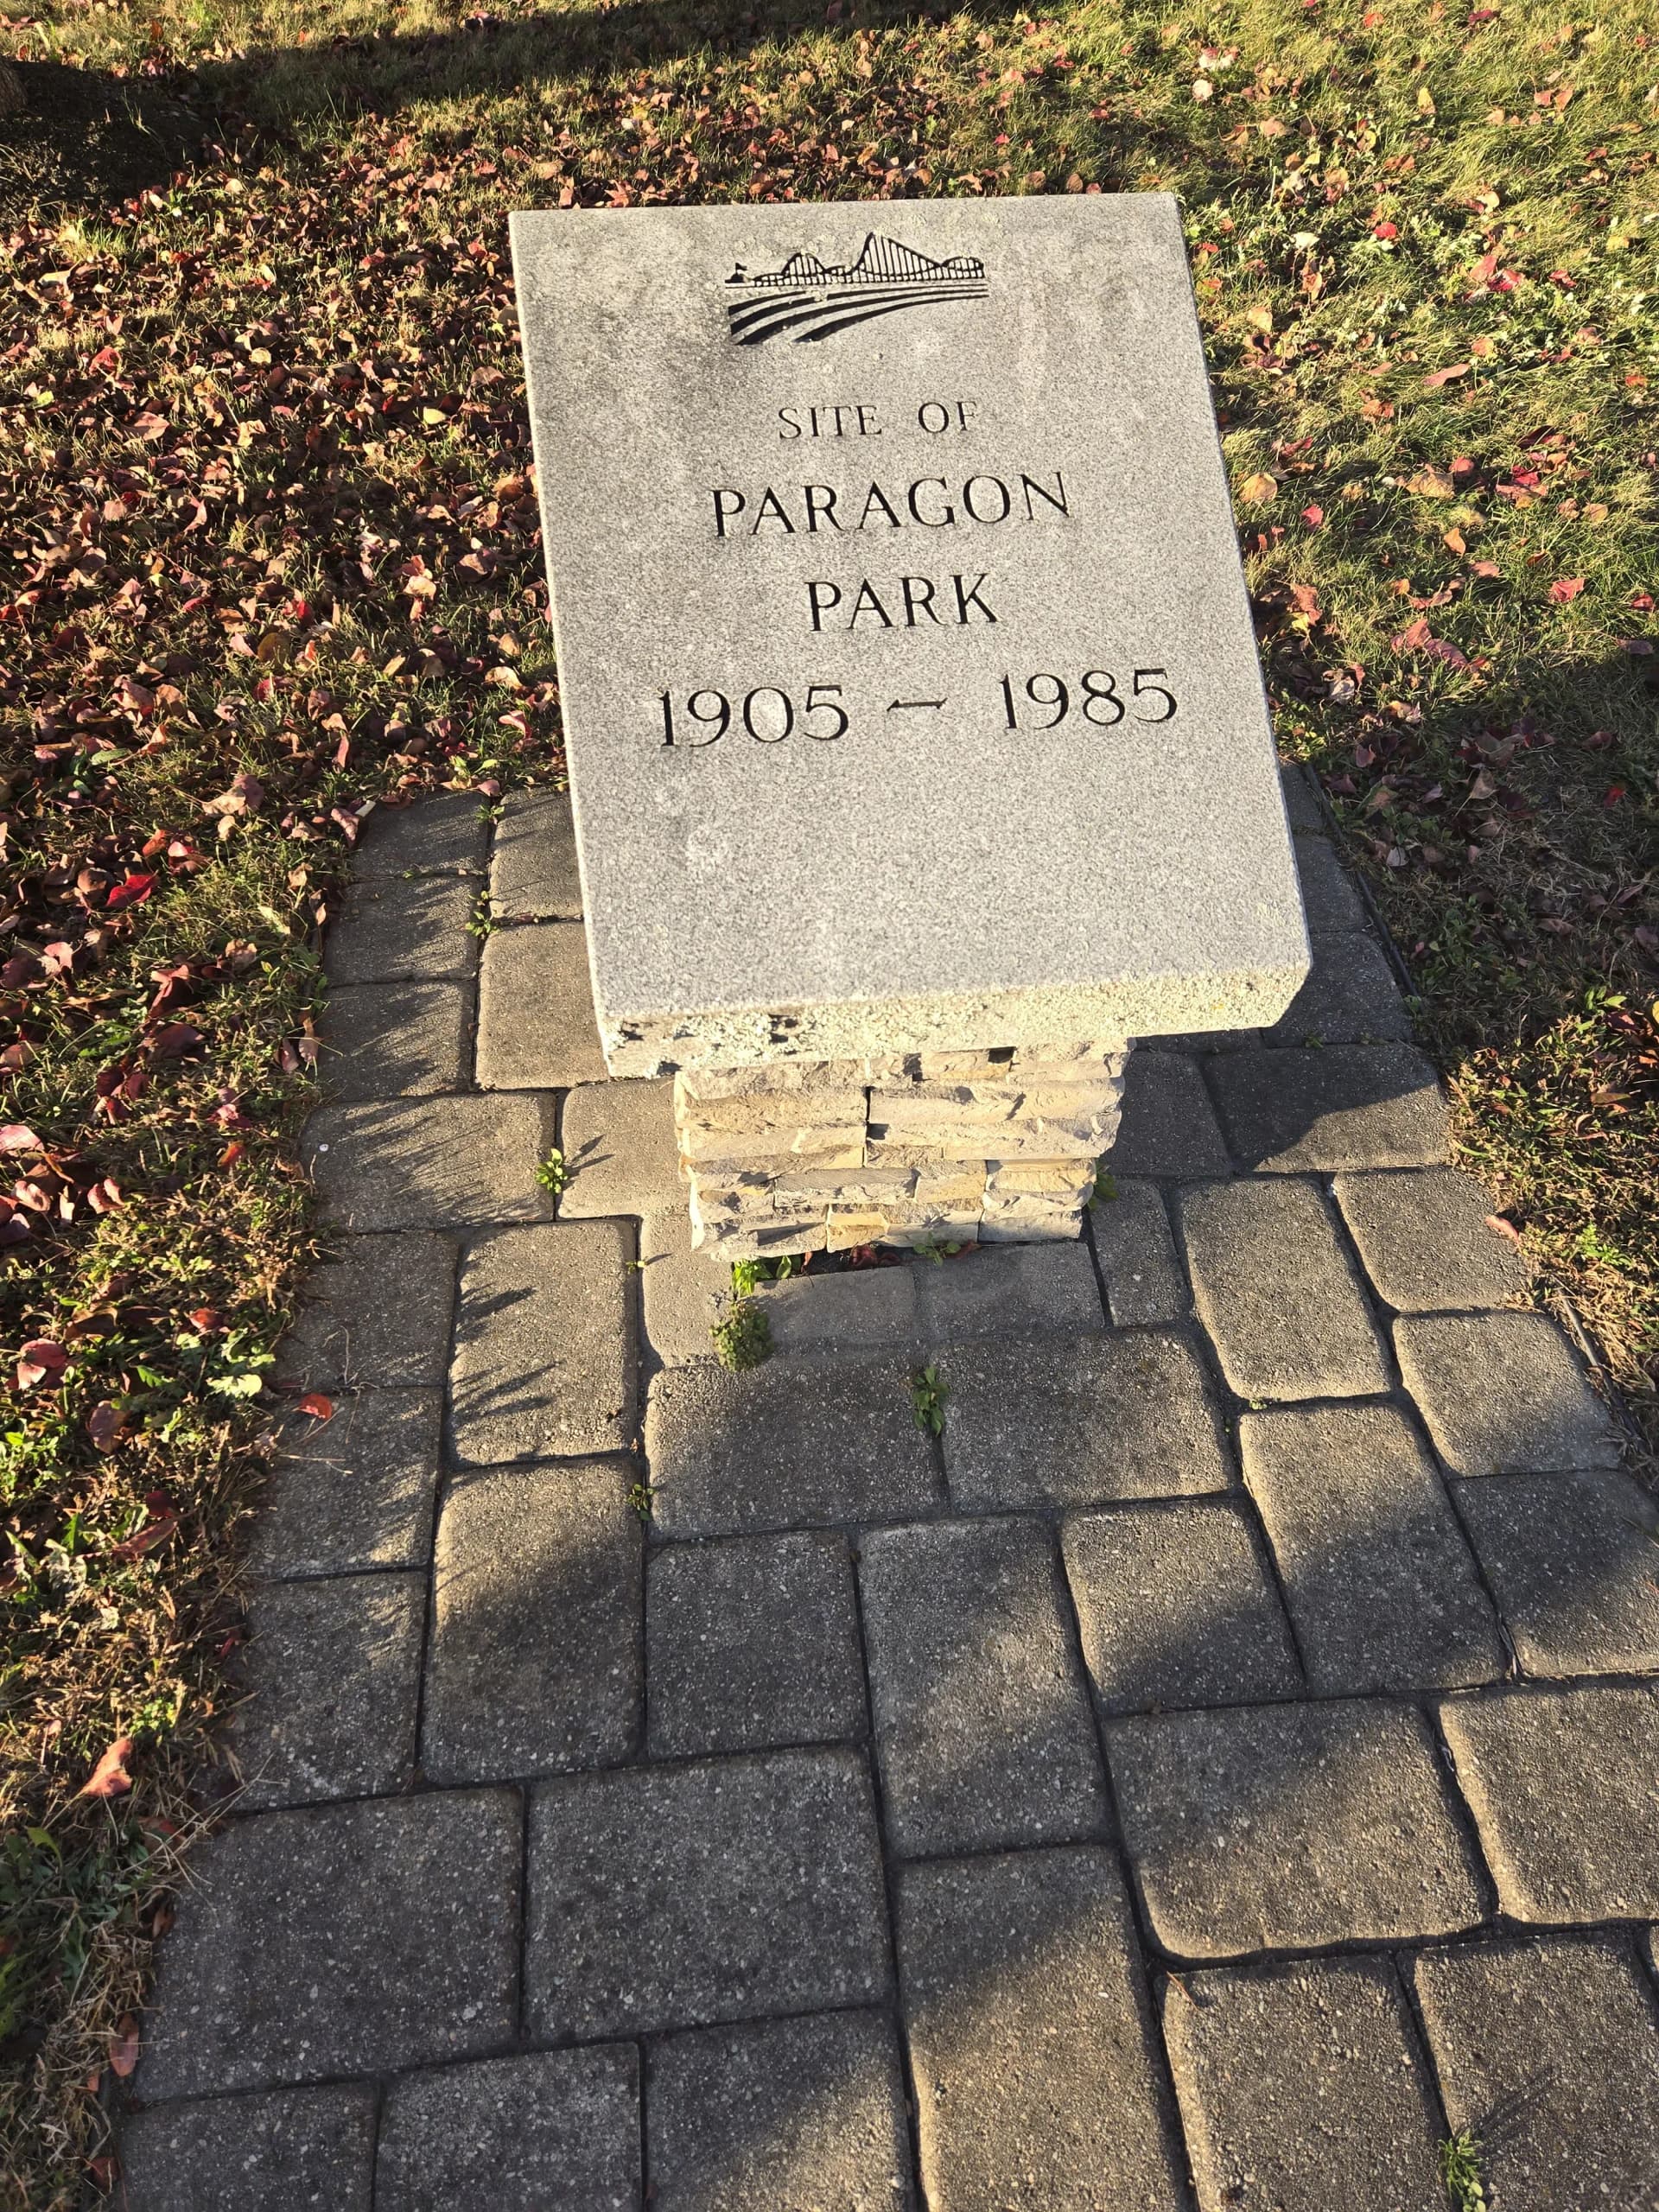 SITE OF
PARAGON
PARK
1905 - 1985